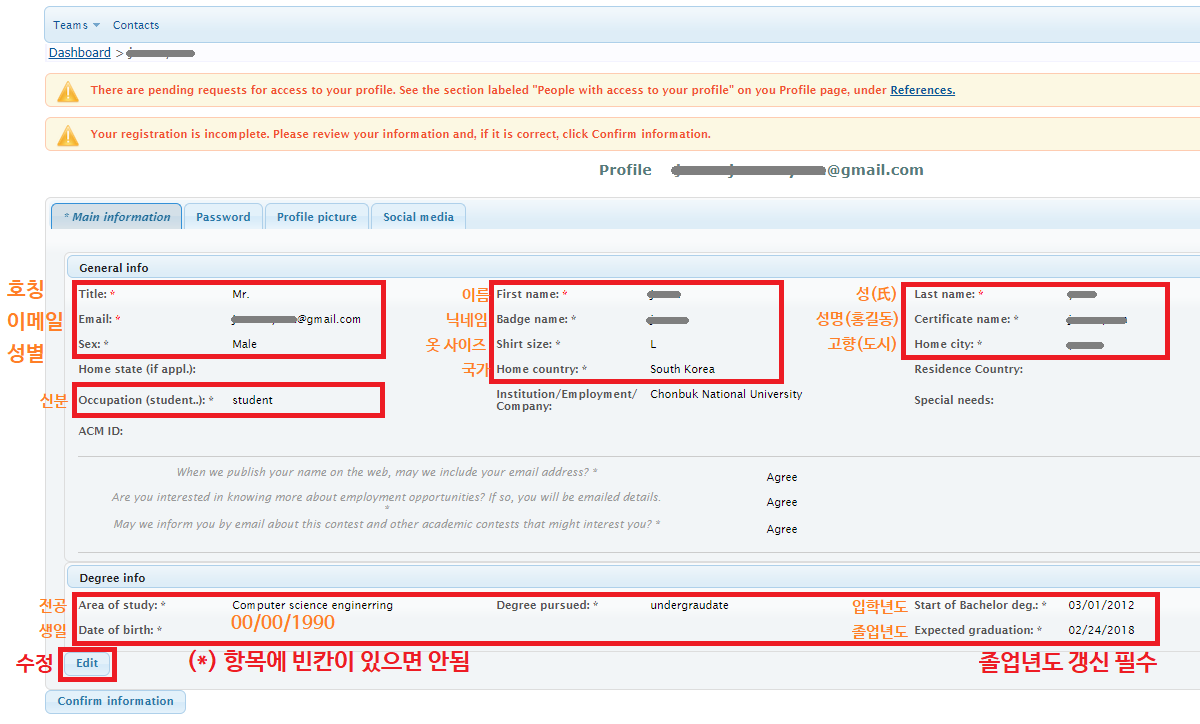 Teams Contacts
Dashboard >
There are pending requests for access to your profile. See the section labeled "People with access to your profile" on you Profile page, under References.
Your registration is incomplete. Please review your information and, if it is correct, click Confirm information.
Profile @gmail.com
* Main information Password Profile picture Social media
General info
호칭 Title: * Mr. 이름 First name: * 성(氏) Last name: *
이메일 Email: * @gmail.com 닉네임 Badge name: * 성명(홍길동) Certificate name: *
성별 Sex: * Male 옷 사이즈 Shirt size: * L 고향(도시) Home city: *
Home state (if appl.): 국가 Home country: * South Korea Residence Country:
신분 Occupation (student..): * student Institution/Employment/ Chonbuk National University Special needs:
Company:
ACM ID:
When we publish your name on the web, may we include your email address? * Agree
Are you interested in knowing more about employment opportunities? If so, you will be emailed details. Agree
*
May we inform you by email about this contest and other academic contests that might interest you? * Agree
Degree info
전공 Area of study: * Computer science enginerring Degree pursued: * undergraudate 입학년도 Start of Bachelor deg.: * 03/01/2012
생일 Date of birth: * 00/00/1990 졸업년도 Expected graduation: * 02/24/2018
수정 Edit (*) 항목에 빈칸이 있으면 안됨 졸업년도 갱신 필수
Confirm information